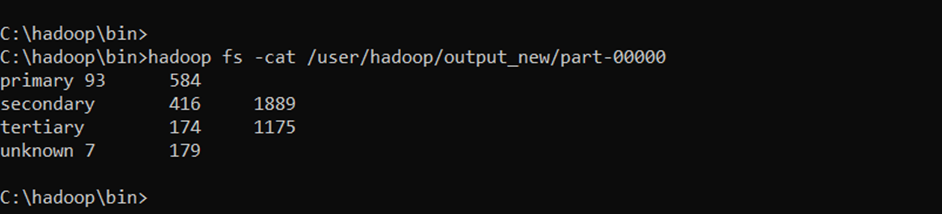 C:\hadoop\bin>
C:\hadoop\bin>hadoop fs -cat /user/hadoop/output_new/part-00000
primary 93      584
secondary       416     1889
tertiary        174     1175
unknown 7       179
C:\hadoop\bin>